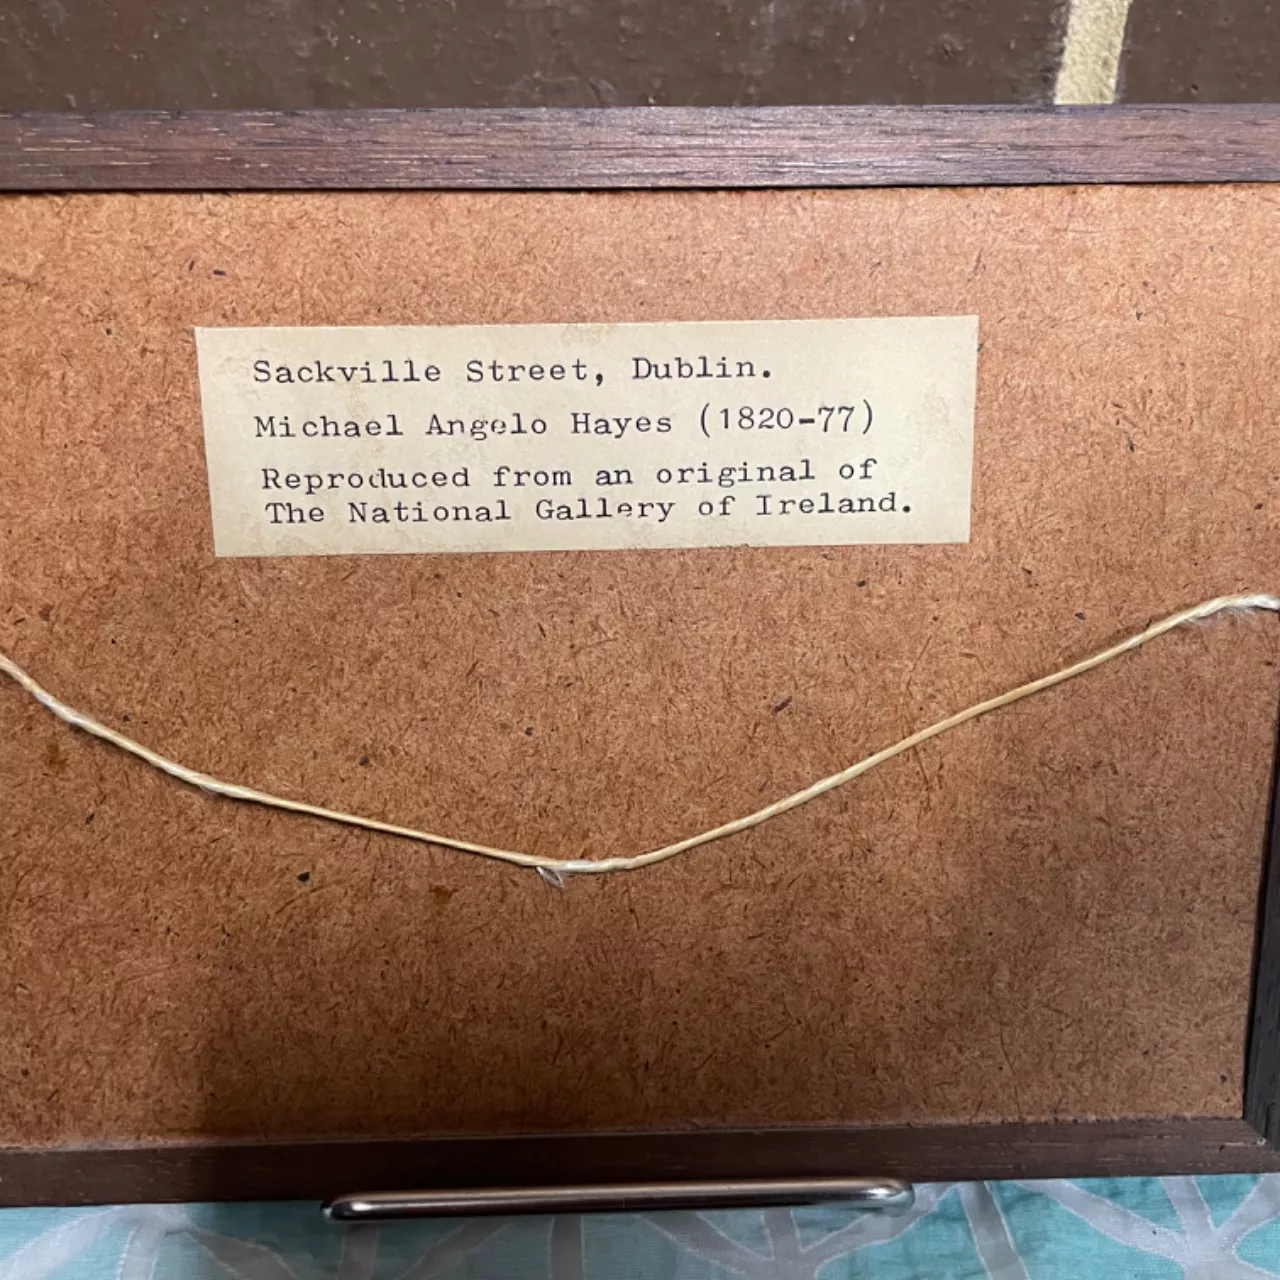 Sackville Street, Dublin.
Michael Angelo Hayes (1820-77)
Reproduced from an original of
The National Gallery of Ireland.